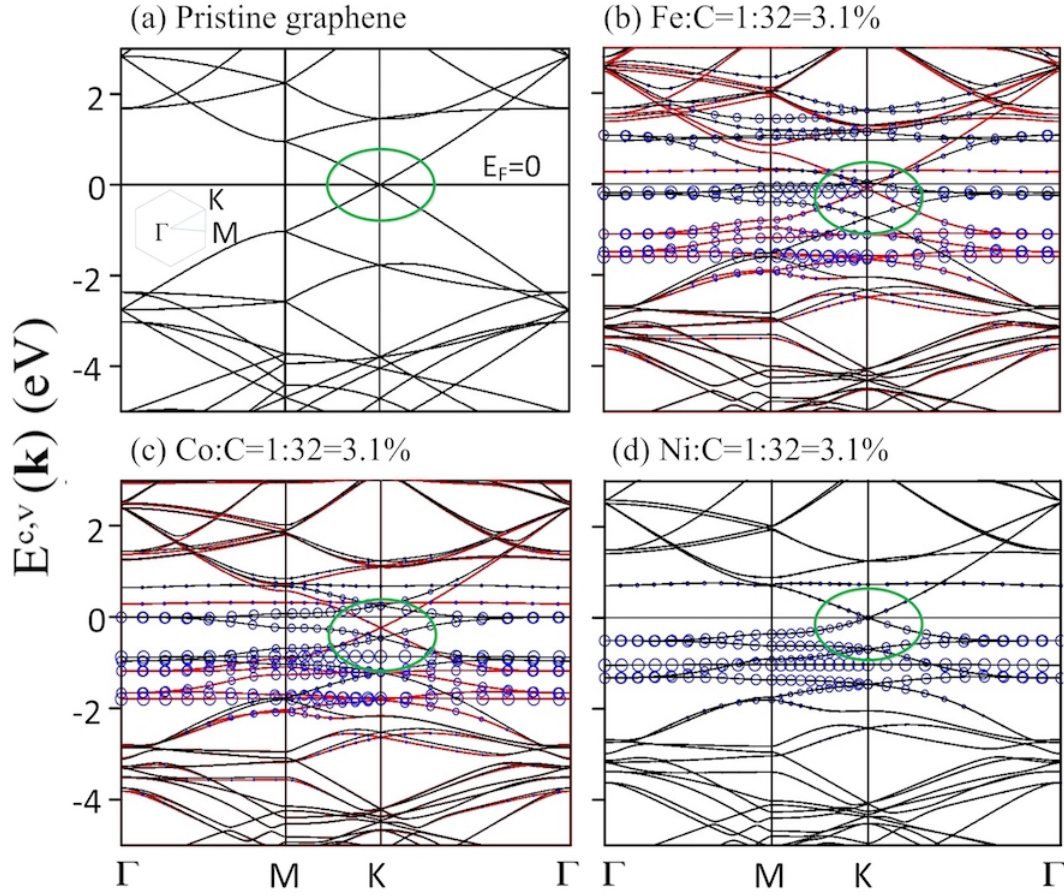 (a) Pristine graphene
(b) Fe:C=1:32=3.1%
2
0
-2
-4
E_F=0
K
Γ
M
(c) Co:C=1:32=3.1%
(d) Ni:C=1:32=3.1%
2
0
-2
-4
E^c,v (k) (eV)
Γ M K Γ
Γ M K Γ